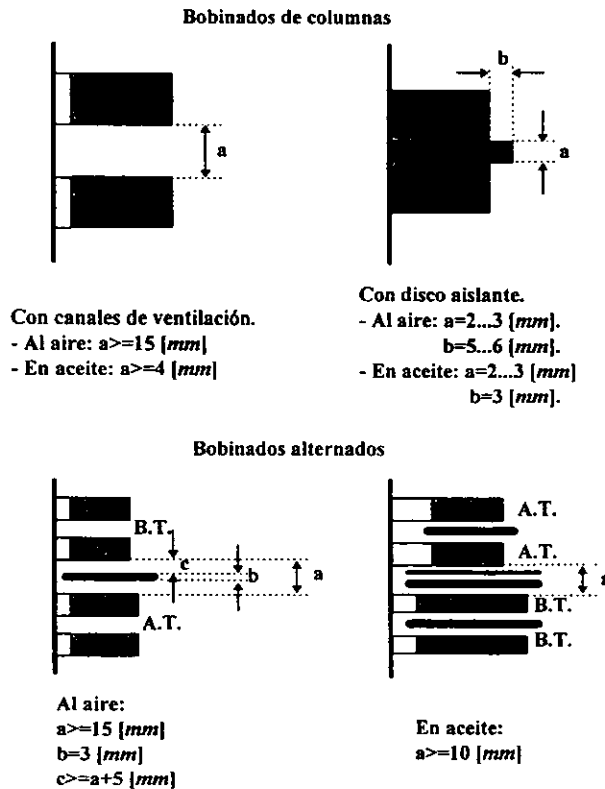 Bobinados de columnas
b
a
a
Con canales de ventilación.
- Al aire: a>=15 [mm]
- En aceite: a>=4 [mm]
Con disco aislante.
- Al aire: a=2...3 [mm].
b=5...6 [mm].
- En aceite: a=2...3 [mm]
b=3 [mm].
Bobinados alternados
B.T.
c
b
a
A.T.
A.T.
A.T.
a
B.T.
B.T.
Al aire:
a>=15 [mm]
b=3 [mm]
c>=a+5 [mm]
En aceite:
a>=10 [mm]